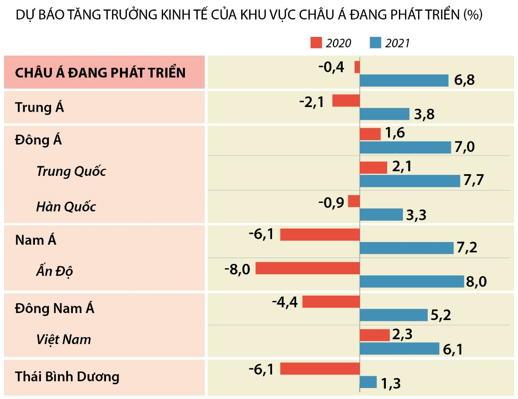 DỰ BÁO TĂNG TRƯỞNG KINH TẾ CỦA KHU VỰC CHÂU Á ĐANG PHÁT TRIỂN (%)
2020 2021
CHÂU Á ĐANG PHÁT TRIỂN -0,4 6,8
Trung Á -2,1 3,8
Đông Á 1,6 7,0
Trung Quốc 2,1 7,7
Hàn Quốc -0,9 3,3
Nam Á -6,1 7,2
Ấn Độ -8,0 8,0
Đông Nam Á -4,4 5,2
Việt Nam 2,3 6,1
Thái Bình Dương -6,1 1,3